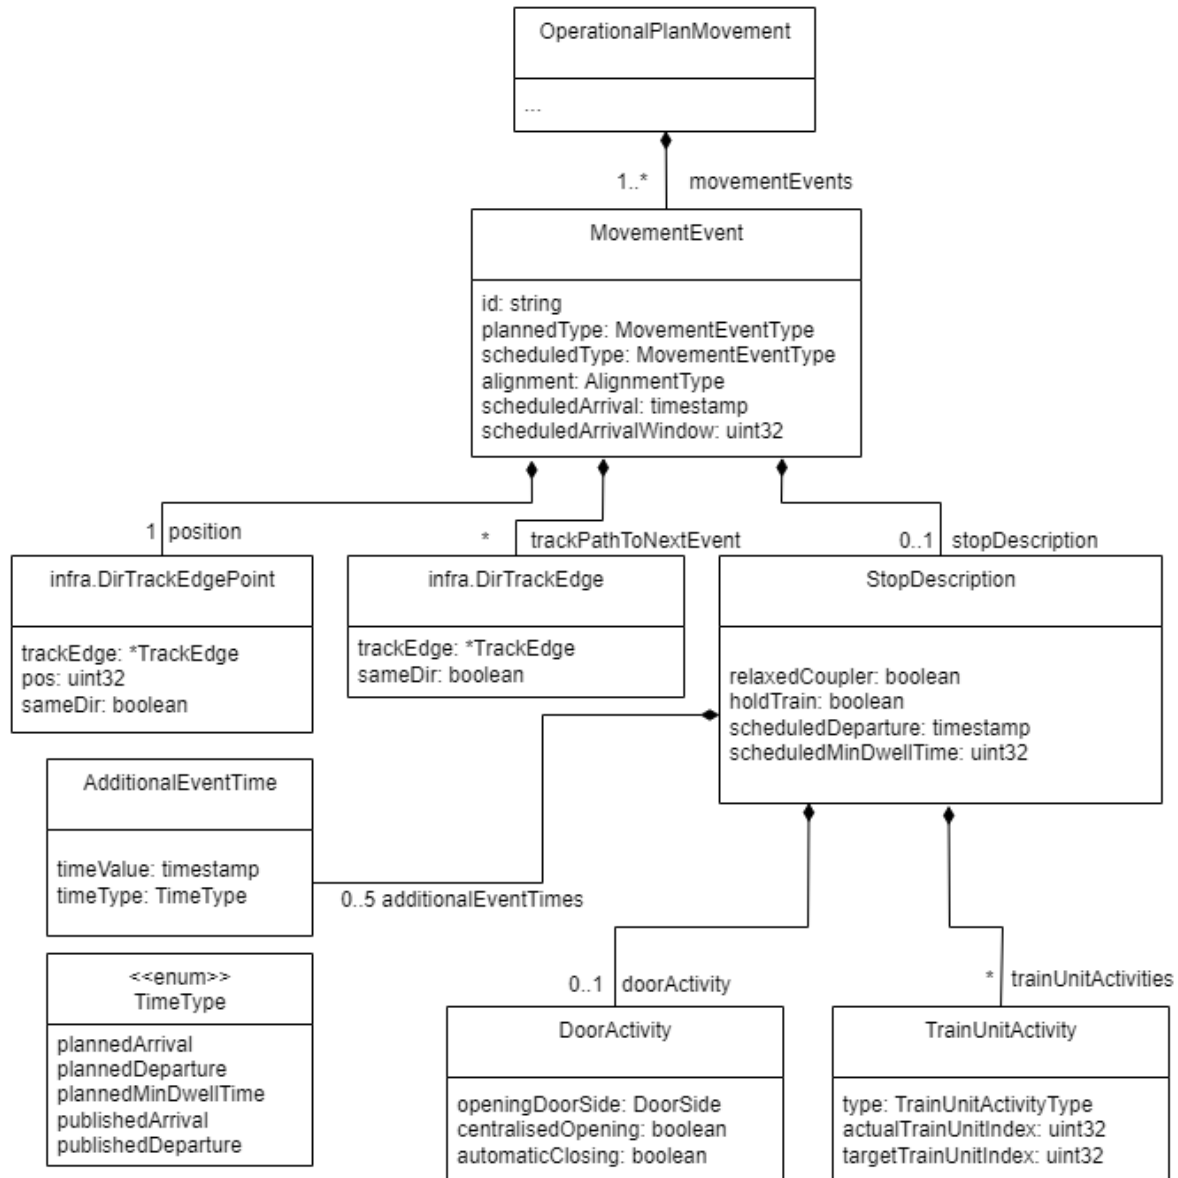 OperationalPlanMovement
...
1..* movementEvents
MovementEvent
id: string
plannedType: MovementEventType
scheduledType: MovementEventType
alignment: AlignmentType
scheduledArrival: timestamp
scheduledArrivalWindow: uint32
1 position
* trackPathToNextEvent
0..1 stopDescription
infra.DirTrackEdgePoint
trackEdge: *TrackEdge
pos: uint32
sameDir: boolean
infra.DirTrackEdge
trackEdge: *TrackEdge
sameDir: boolean
StopDescription
relaxedCoupler: boolean
holdTrain: boolean
scheduledDeparture: timestamp
scheduledMinDwellTime: uint32
AdditionalEventTime
timeValue: timestamp
timeType: TimeType
0..5 additionalEventTimes
<<enum>>
TimeType
plannedArrival
plannedDeparture
plannedMinDwellTime
publishedArrival
publishedDeparture
0..1 doorActivity
* trainUnitActivities
DoorActivity
openingDoorSide: DoorSide
centralisedOpening: boolean
automaticClosing: boolean
TrainUnitActivity
type: TrainUnitActivityType
actualTrainUnitIndex: uint32
targetTrainUnitIndex: uint32